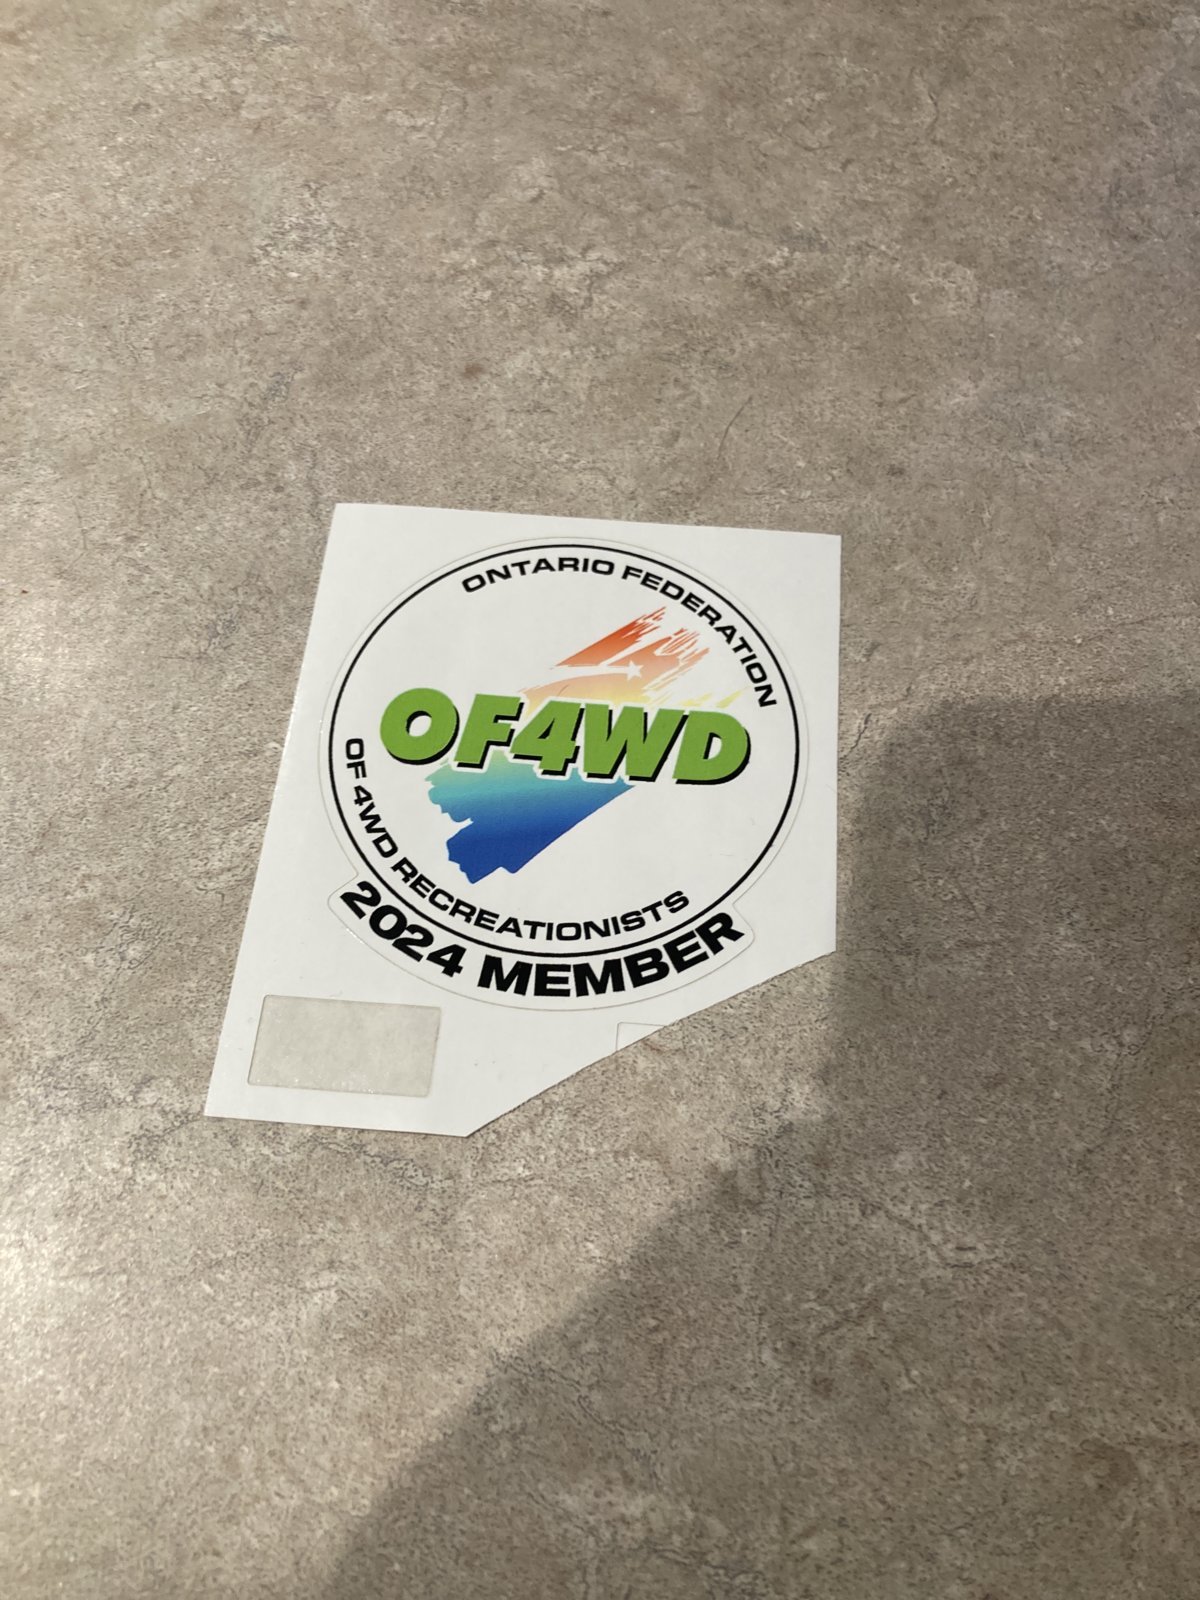 ONTARIO FEDERATION
OF4WD
OF 4WD RECREATIONISTS
2024 MEMBER